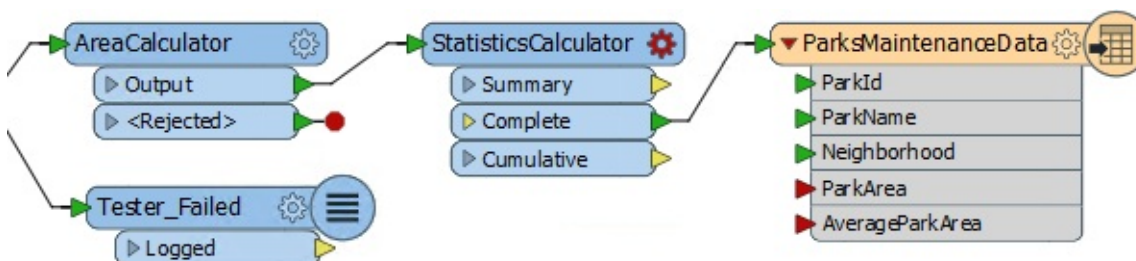 AreaCalculator
Output
<Rejected>
Tester_Failed
Logged
StatisticsCalculator
Summary
Complete
Cumulative
ParksMaintenanceData
ParkId
ParkName
Neighborhood
ParkArea
AverageParkArea